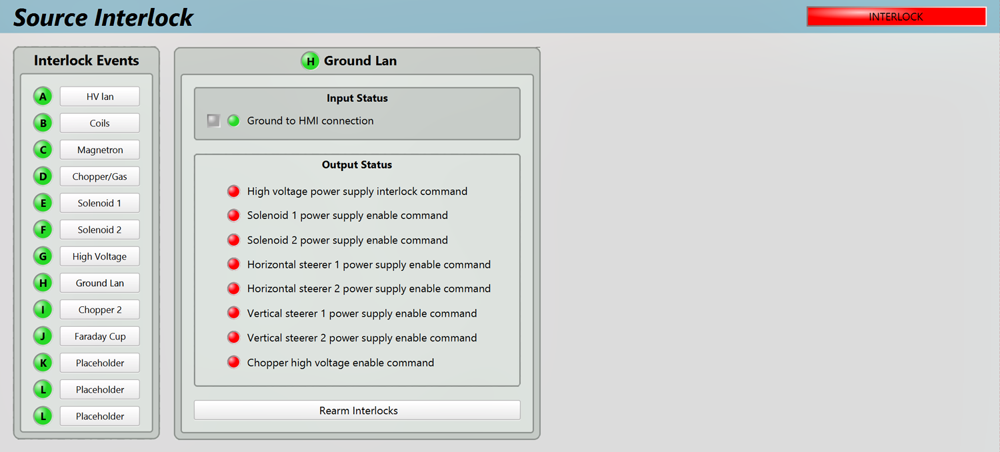 Source Interlock
INTERLOCK
Interlock Events
A HV lan
B Coils
C Magnetron
D Chopper/Gas
E Solenoid 1
F Solenoid 2
G High Voltage
H Ground Lan
I Chopper 2
J Faraday Cup
K Placeholder
L Placeholder
L Placeholder
H Ground Lan
Input Status
Ground to HMI connection
Output Status
High voltage power supply interlock command
Solenoid 1 power supply enable command
Solenoid 2 power supply enable command
Horizontal steerer 1 power supply enable command
Horizontal steerer 2 power supply enable command
Vertical steerer 1 power supply enable command
Vertical steerer 2 power supply enable command
Chopper high voltage enable command
Rearm Interlocks